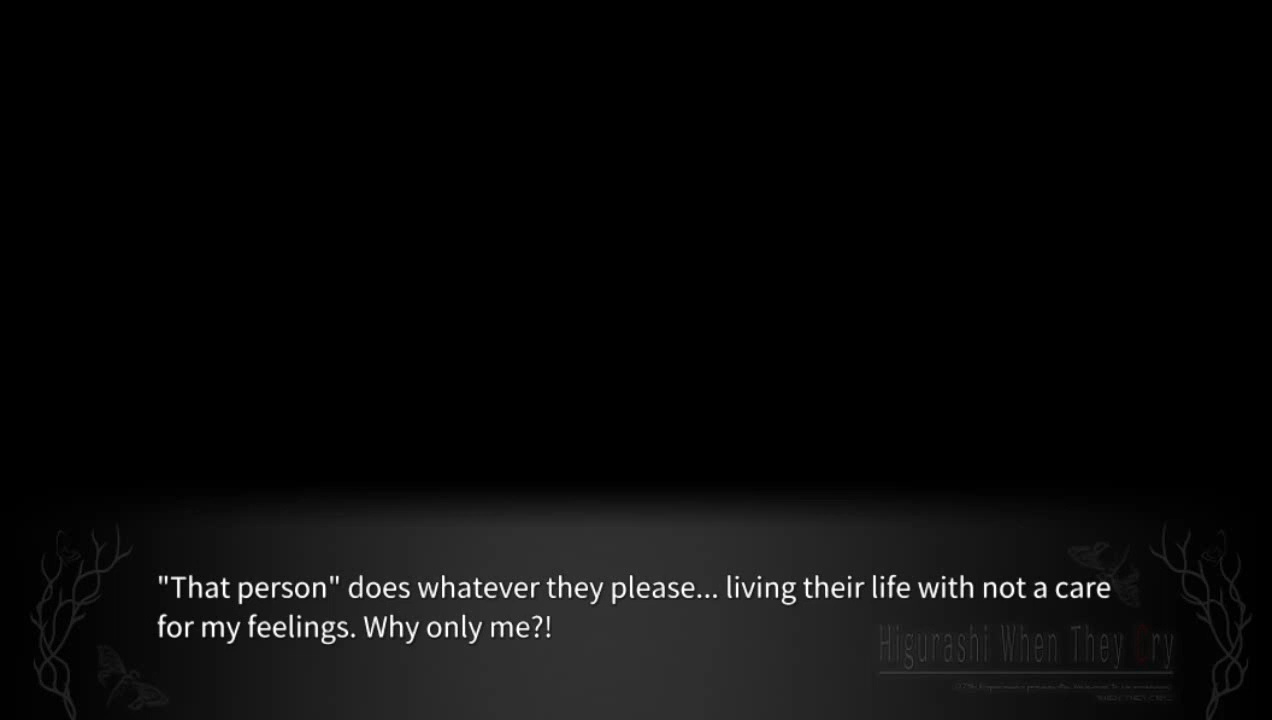 "That person" does whatever they please... living their life with not a care
for my feelings. Why only me?!
Higurashi When They Cry